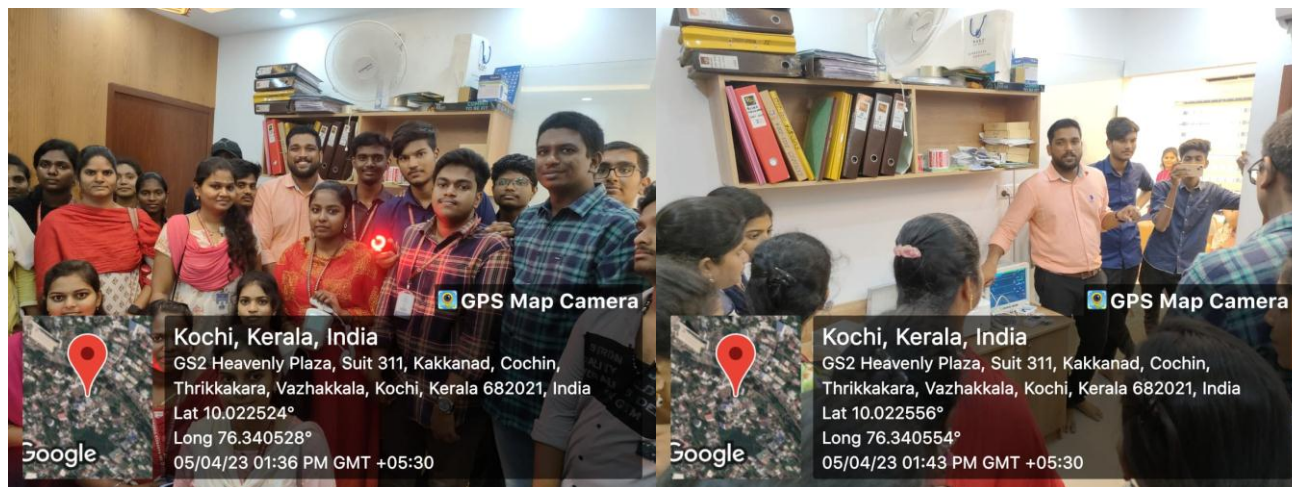 GPS Map Camera
Kochi, Kerala, India
GS2 Heavenly Plaza, Suit 311, Kakkanad, Cochin,
Thrikkakara, Vazhakkala, Kochi, Kerala 682021, India
Lat 10.022524°
Long 76.340528°
05/04/23 01:36 PM GMT +05:30
Google
GPS Map Camera
Kochi, Kerala, India
GS2 Heavenly Plaza, Suit 311, Kakkanad, Cochin,
Thrikkakara, Vazhakkala, Kochi, Kerala 682021, India
Lat 10.022556°
Long 76.340554°
05/04/23 01:43 PM GMT +05:30
Google